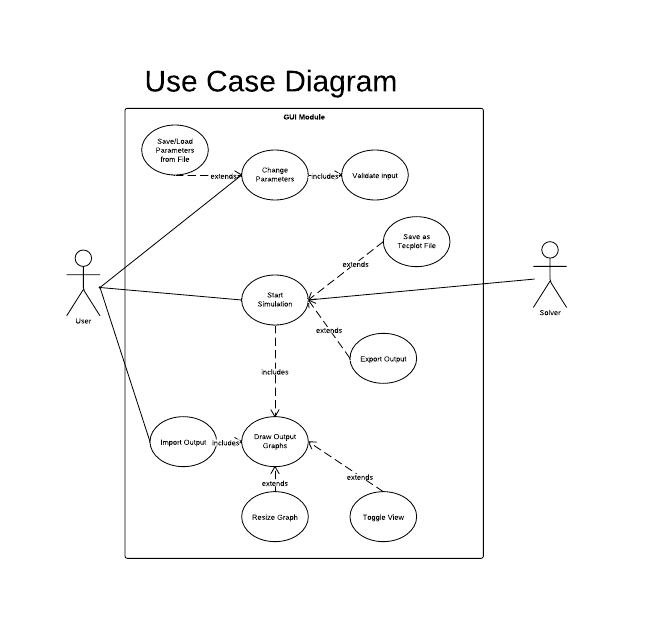 Use Case Diagram
GUI Module
Save/Load
Parameters
from File
extends
Change
Parameters
includes
Validate input
Save as
Tecplot File
extends
User
Start
Simulation
Solver
extends
Export Output
includes
Import Output
includes
Draw Output
Graphs
extends
extends
Resize Graph
Toggle View